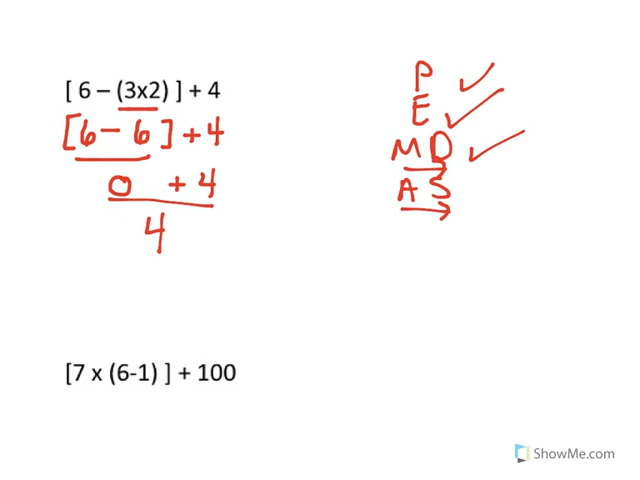 [ 6 – (3x2) ] + 4
[6 – 6] + 4
0 + 4
4
P
E
MD
AS
[7 x (6-1) ] + 100
ShowMe.com